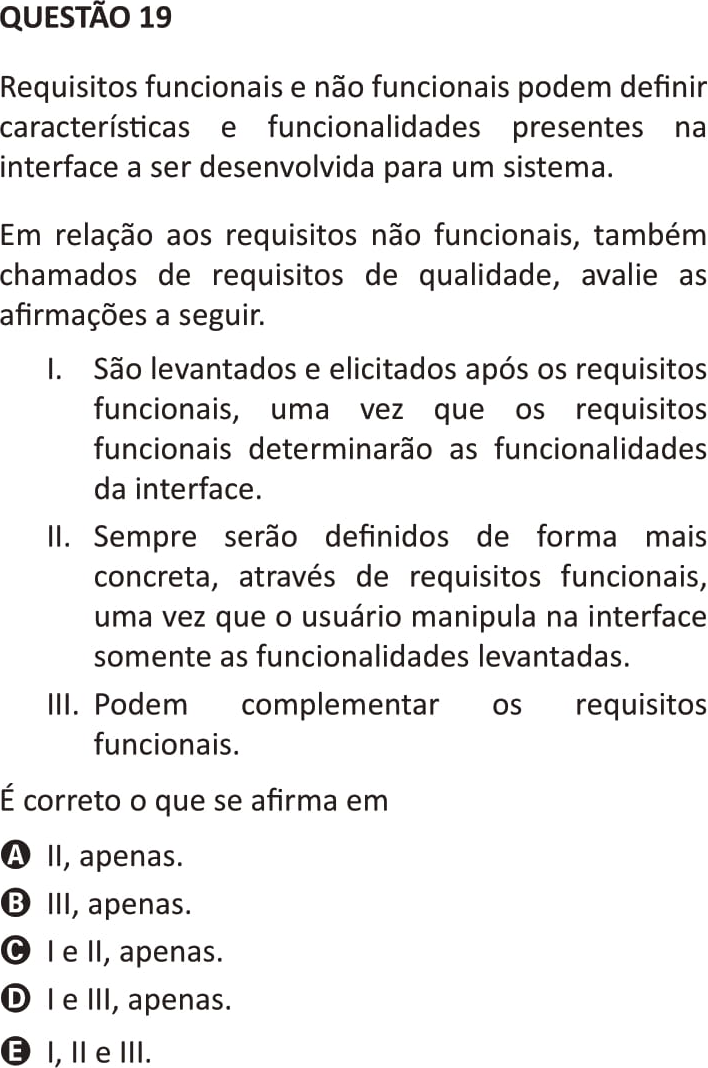 QUESTÃO 19
Requisitos funcionais e não funcionais podem definir
características e funcionalidades presentes na
interface a ser desenvolvida para um sistema.
Em relação aos requisitos não funcionais, também
chamados de requisitos de qualidade, avalie as
afirmações a seguir.
I. São levantados e elicitados após os requisitos
funcionais, uma vez que os requisitos
funcionais determinarão as funcionalidades
da interface.
II. Sempre serão definidos de forma mais
concreta, através de requisitos funcionais,
uma vez que o usuário manipula na interface
somente as funcionalidades levantadas.
III. Podem complementar os requisitos
funcionais.
É correto o que se afirma em
A II, apenas.
B III, apenas.
C I e II, apenas.
D I e III, apenas.
E I, II e III.